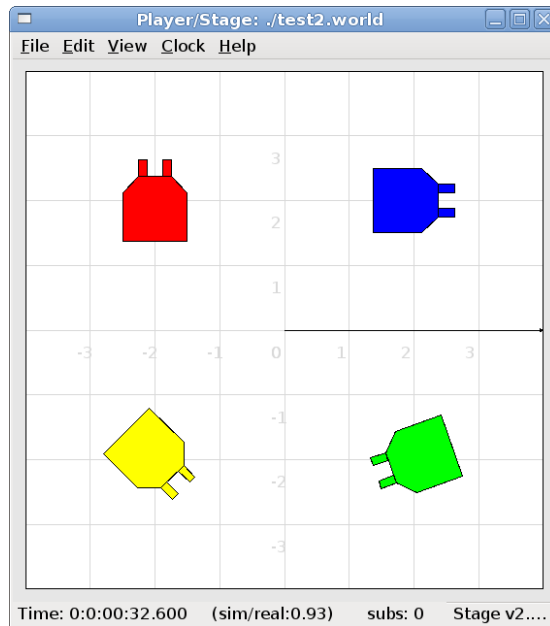 Player/Stage: ./test2.world
File Edit View Clock Help
3
2
1
-3 -2 -1 0 1 2 3
-1
-2
-3
Time: 0:0:00:32.600 (sim/real:0.93) subs: 0 Stage v2....